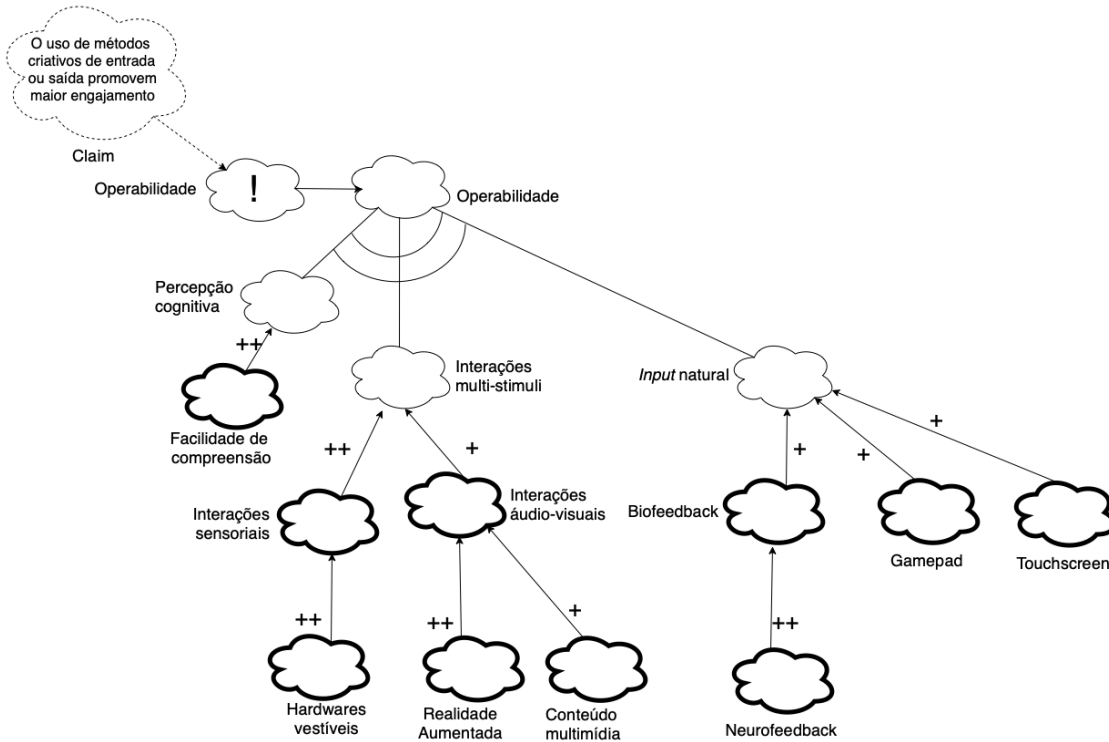 O uso de métodos
criativos de entrada
ou saída promovem
maior engajamento
Claim
Operabilidade
!
Operabilidade
Percepção
cognitiva
++
Facilidade de
compreensão
Interações
multi-stimuli
Input natural
++
+
+
+
+
Interações
sensoriais
Interações
áudio-visuais
Biofeedback
Gamepad
Touchscreen
++
++
+
++
Hardwares
vestíveis
Realidade
Aumentada
Conteúdo
multimídia
Neurofeedback